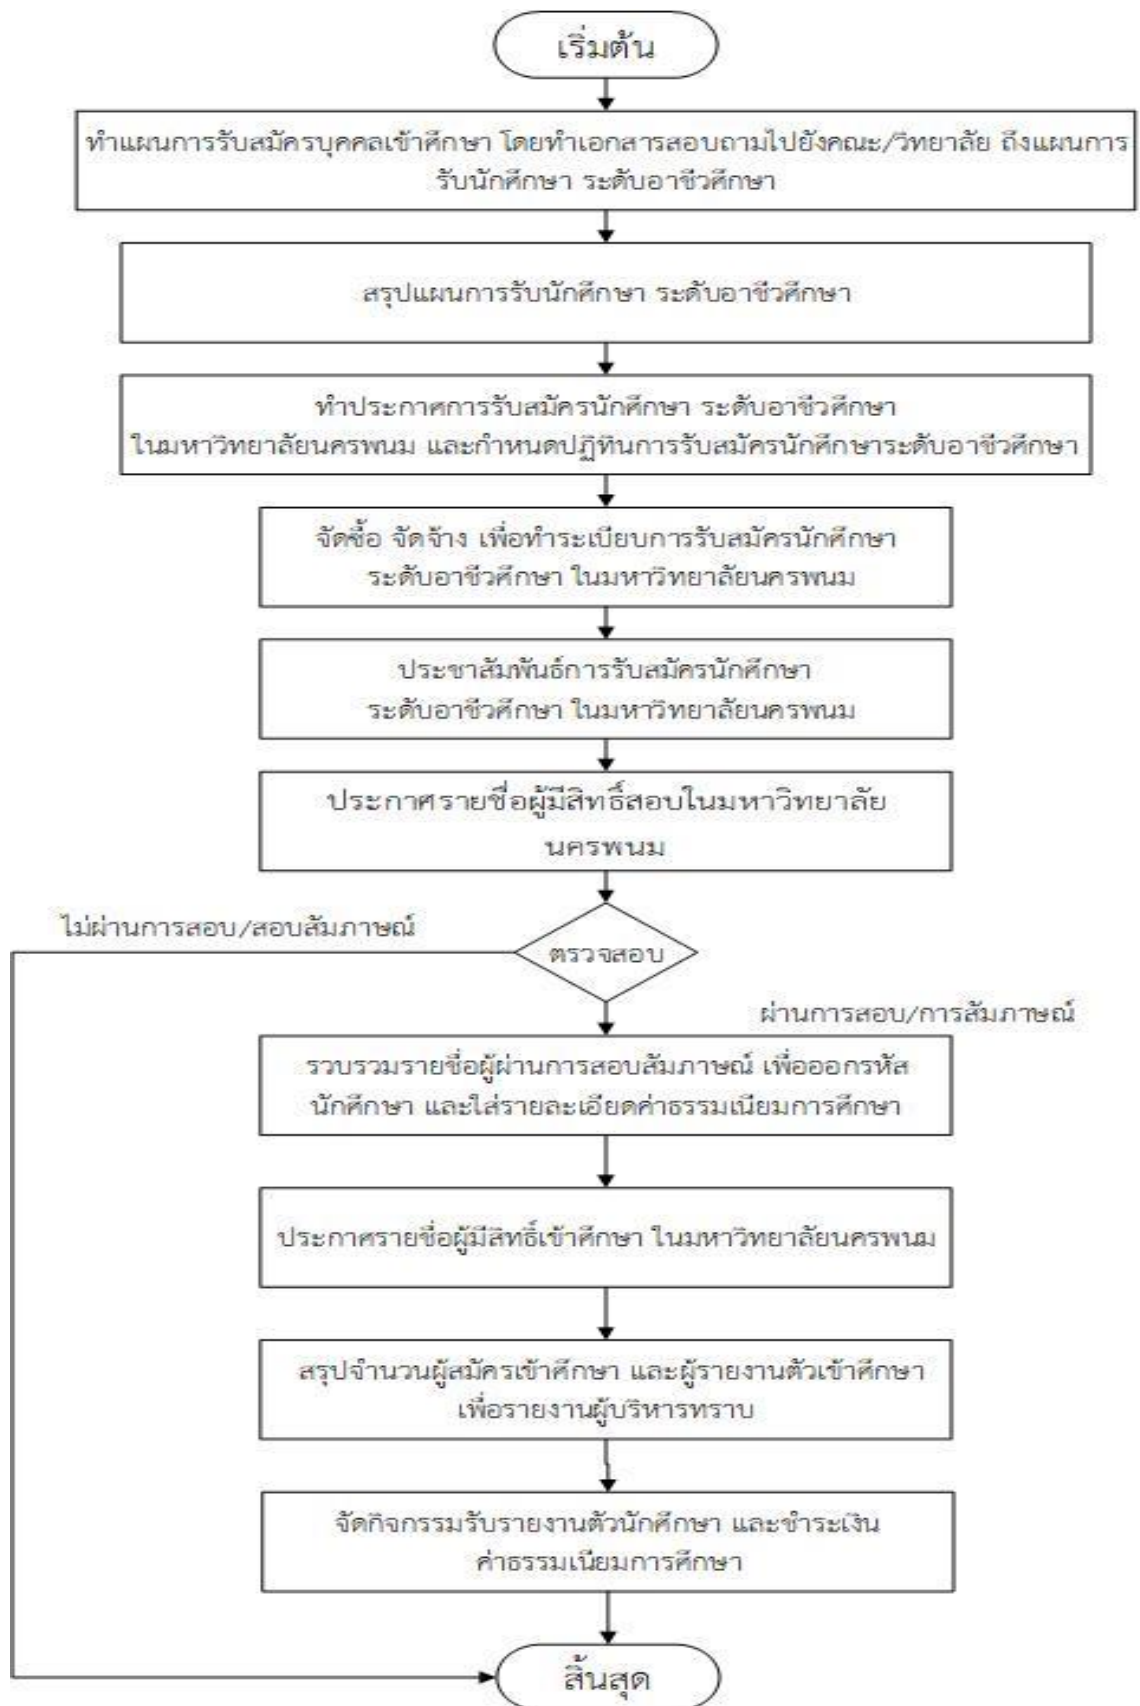 เริ่มต้น
ทำแผนการรับสมัครบุคคลเข้าศึกษา โดยทำเอกสารสอบถามไปยังคณะ/วิทยาลัย ถึงแผนการ
รับนักศึกษา ระดับอาชีวศึกษา
สรุปแผนการรับนักศึกษา ระดับอาชีวศึกษา
ทำประกาศการรับสมัครนักศึกษา ระดับอาชีวศึกษา
ในมหาวิทยาลัยนครพนม และกำหนดปฏิทินการรับสมัครนักศึกษาระดับอาชีวศึกษา
จัดซื้อ จัดจ้าง เพื่อทำระเบียบการรับสมัครนักศึกษา
ระดับอาชีวศึกษา ในมหาวิทยาลัยนครพนม
ประชาสัมพันธ์การรับสมัครนักศึกษา
ระดับอาชีวศึกษา ในมหาวิทยาลัยนครพนม
ประกาศรายชื่อผู้มีสิทธิ์สอบในมหาวิทยาลัย
นครพนม
ไม่ผ่านการสอบ/สอบสัมภาษณ์
ตรวจสอบ
ผ่านการสอบ/การสัมภาษณ์
รวบรวมรายชื่อผู้ผ่านการสอบสัมภาษณ์ เพื่อออกรหัส
นักศึกษา และใส่รายละเอียดค่าธรรมเนียมการศึกษา
ประกาศรายชื่อผู้มีสิทธิ์เข้าศึกษา ในมหาวิทยาลัยนครพนม
สรุปจำนวนผู้สมัครเข้าศึกษา และผู้รายงานตัวเข้าศึกษา
เพื่อรายงานผู้บริหารทราบ
จัดกิจกรรมรับรายงานตัวนักศึกษา และชำระเงิน
ค่าธรรมเนียมการศึกษา
สิ้นสุด